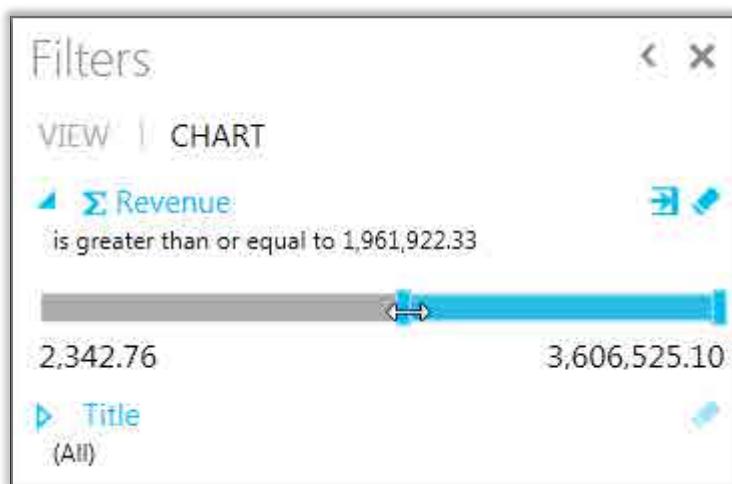 Filters
VIEW | CHART
Σ Revenue
is greater than or equal to 1,961,922.33
2,342.76 3,606,525.10
Title
(All)